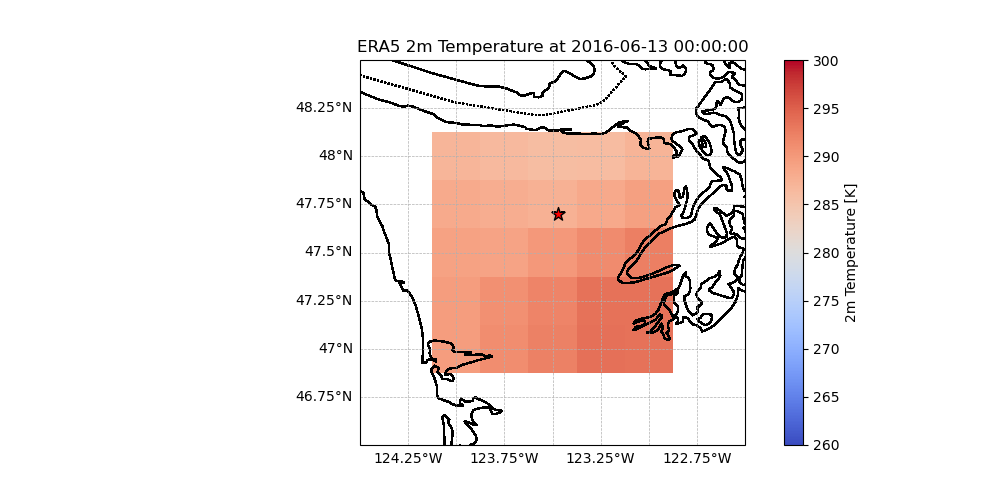 ERA5 2m Temperature at 2016-06-13 00:00:00
48.25°N
48°N
47.75°N
47.5°N
47.25°N
47°N
46.75°N
124.25°W 123.75°W 123.25°W 122.75°W
300
295
290
285
280
275
270
265
260
2m Temperature [K]